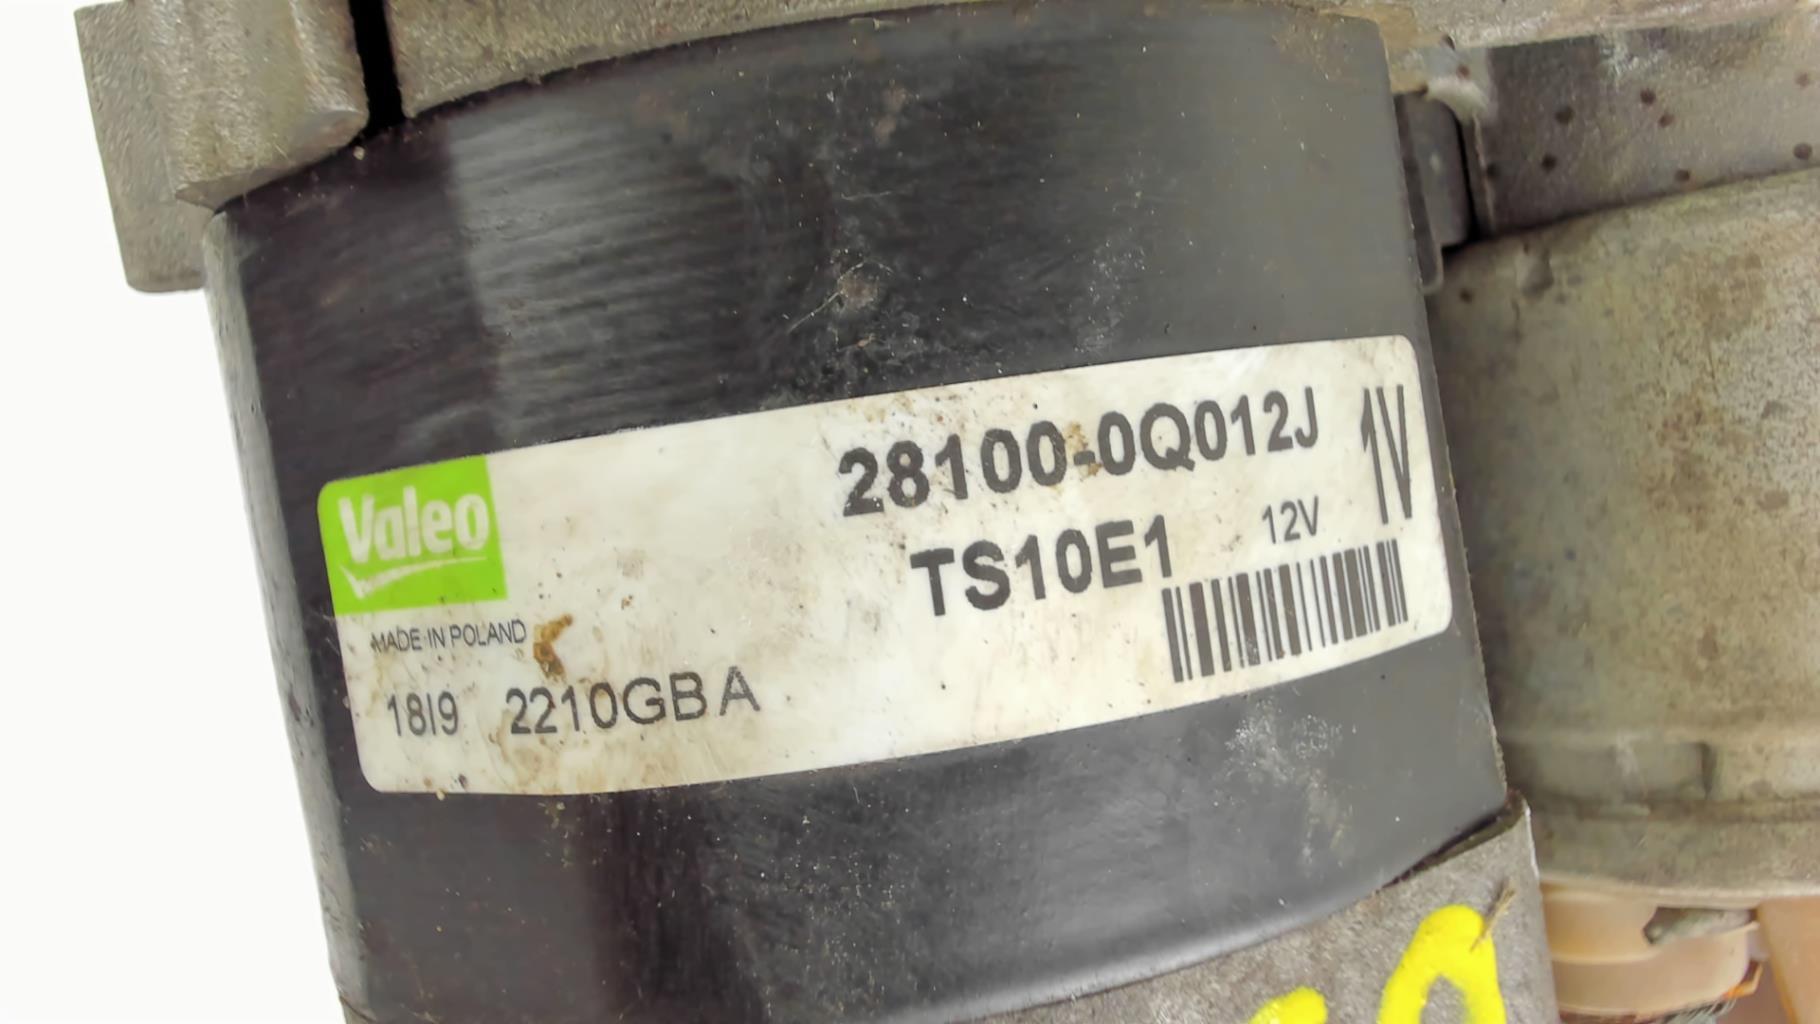 Valeo
28100-0Q012J 1V
TS10E1 12V
MADE IN POLAND
18I9 2210GBA